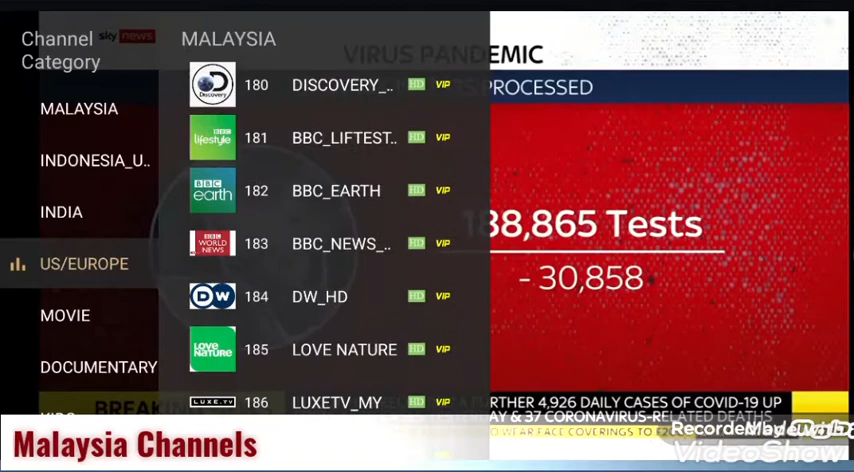 Channel
Category
sky news
MALAYSIA
INDONESIA_U..
INDIA
US/EUROPE
MOVIE
DOCUMENTARY
MALAYSIA
Discovery
180 DISCOVERY_.. HD VIP
BBC
lifestyle
181 BBC_LIFTEST.. HD VIP
BBC
earth
182 BBC_EARTH HD VIP
BBC
WORLD
NEWS
183 BBC_NEWS_.. HD VIP
DW
184 DW_HD HD VIP
LOVE
NATURE
185 LOVE NATURE HD VIP
LUXE.TV
186 LUXETV_MY HD VIP
VIRUS PANDEMIC
PROCESSED
88,865 Tests
- 30,858
BREAKI
RTHER 4,926 DAILY CASES OF COVID-19 UP
AY & 37 CORONAVIRUS-RELATED DEATHS
WEAR FACE COVERINGS TO
Malaysia Channels
Recorded by
VideoShow